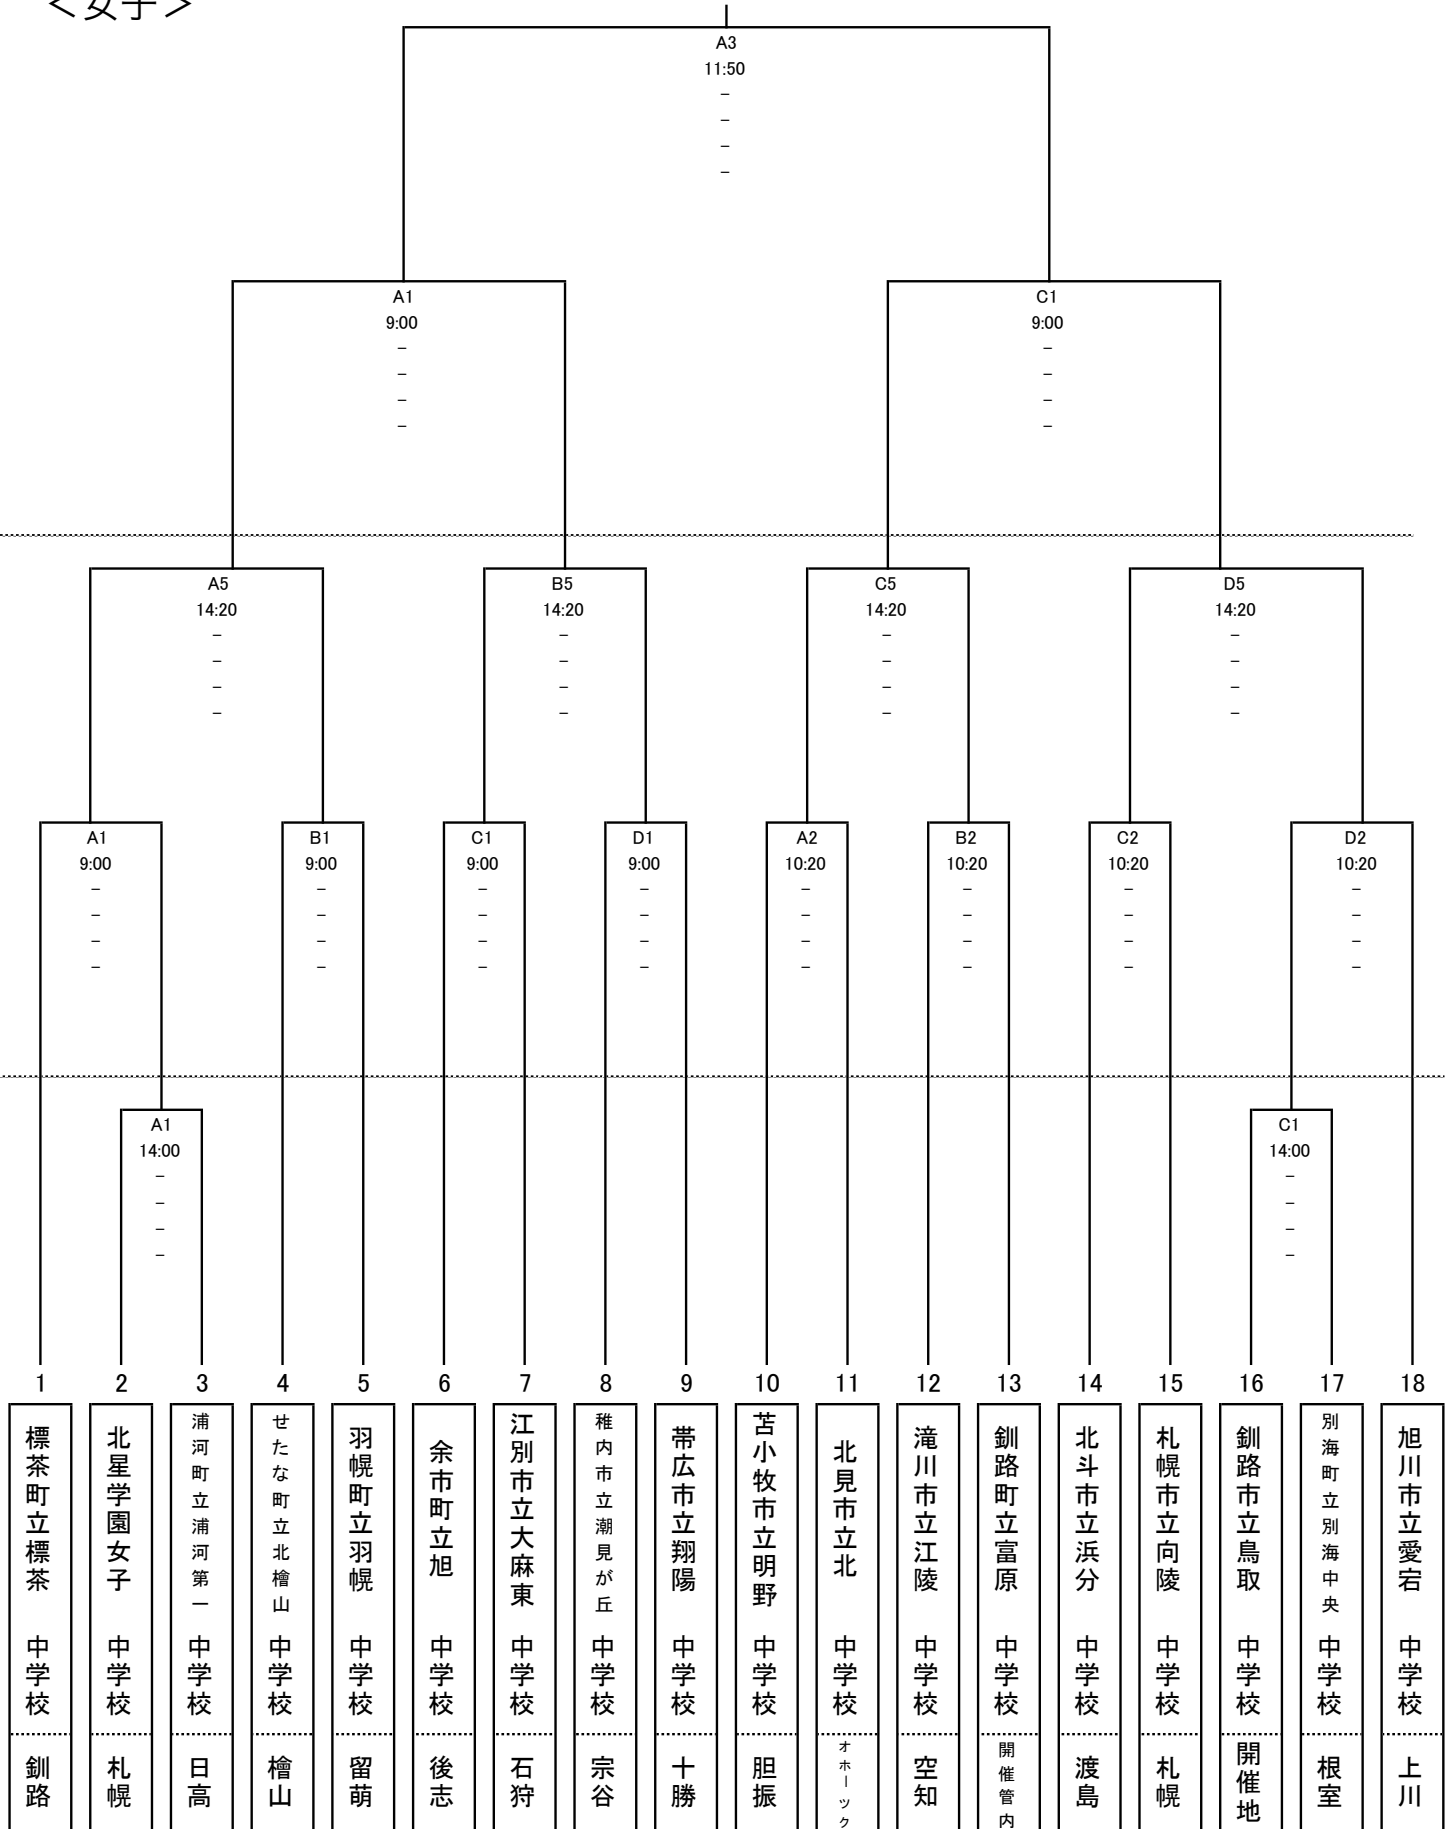 ＜女子＞
A3
11:50
－
－
－
－
A1
9:00
－
－
－
－
C1
9:00
－
－
－
－
A5
14:20
－
－
－
－
B5
14:20
－
－
－
－
C5
14:20
－
－
－
－
D5
14:20
－
－
－
－
A1
9:00
－
－
－
－
B1
9:00
－
－
－
－
C1
9:00
－
－
－
－
D1
9:00
－
－
－
－
A2
10:20
－
－
－
－
B2
10:20
－
－
－
－
C2
10:20
－
－
－
－
D2
10:20
－
－
－
－
A1
14:00
－
－
－
－
C1
14:00
－
－
－
－
1
標茶町立標茶
中学校
釧路
2
北星学園女子
中学校
札幌
3
浦河町立浦河第一
中学校
日高
4
せたな町立北檜山
中学校
檜山
5
羽幌町立羽幌
中学校
留萌
6
余市町立旭
中学校
後志
7
江別市立大麻東
中学校
石狩
8
稚内市立潮見が丘
中学校
宗谷
9
帯広市立翔陽
中学校
十勝
10
苫小牧市立明野
中学校
胆振
11
北見市立北
中学校
オホーツク
12
滝川市立江陵
中学校
空知
13
釧路町立富原
中学校
開催管内
14
北斗市立浜分
中学校
渡島
15
札幌市立向陵
中学校
札幌
16
釧路市立鳥取
中学校
開催地
17
別海町立別海中央
中学校
根室
18
旭川市立愛宕
中学校
上川